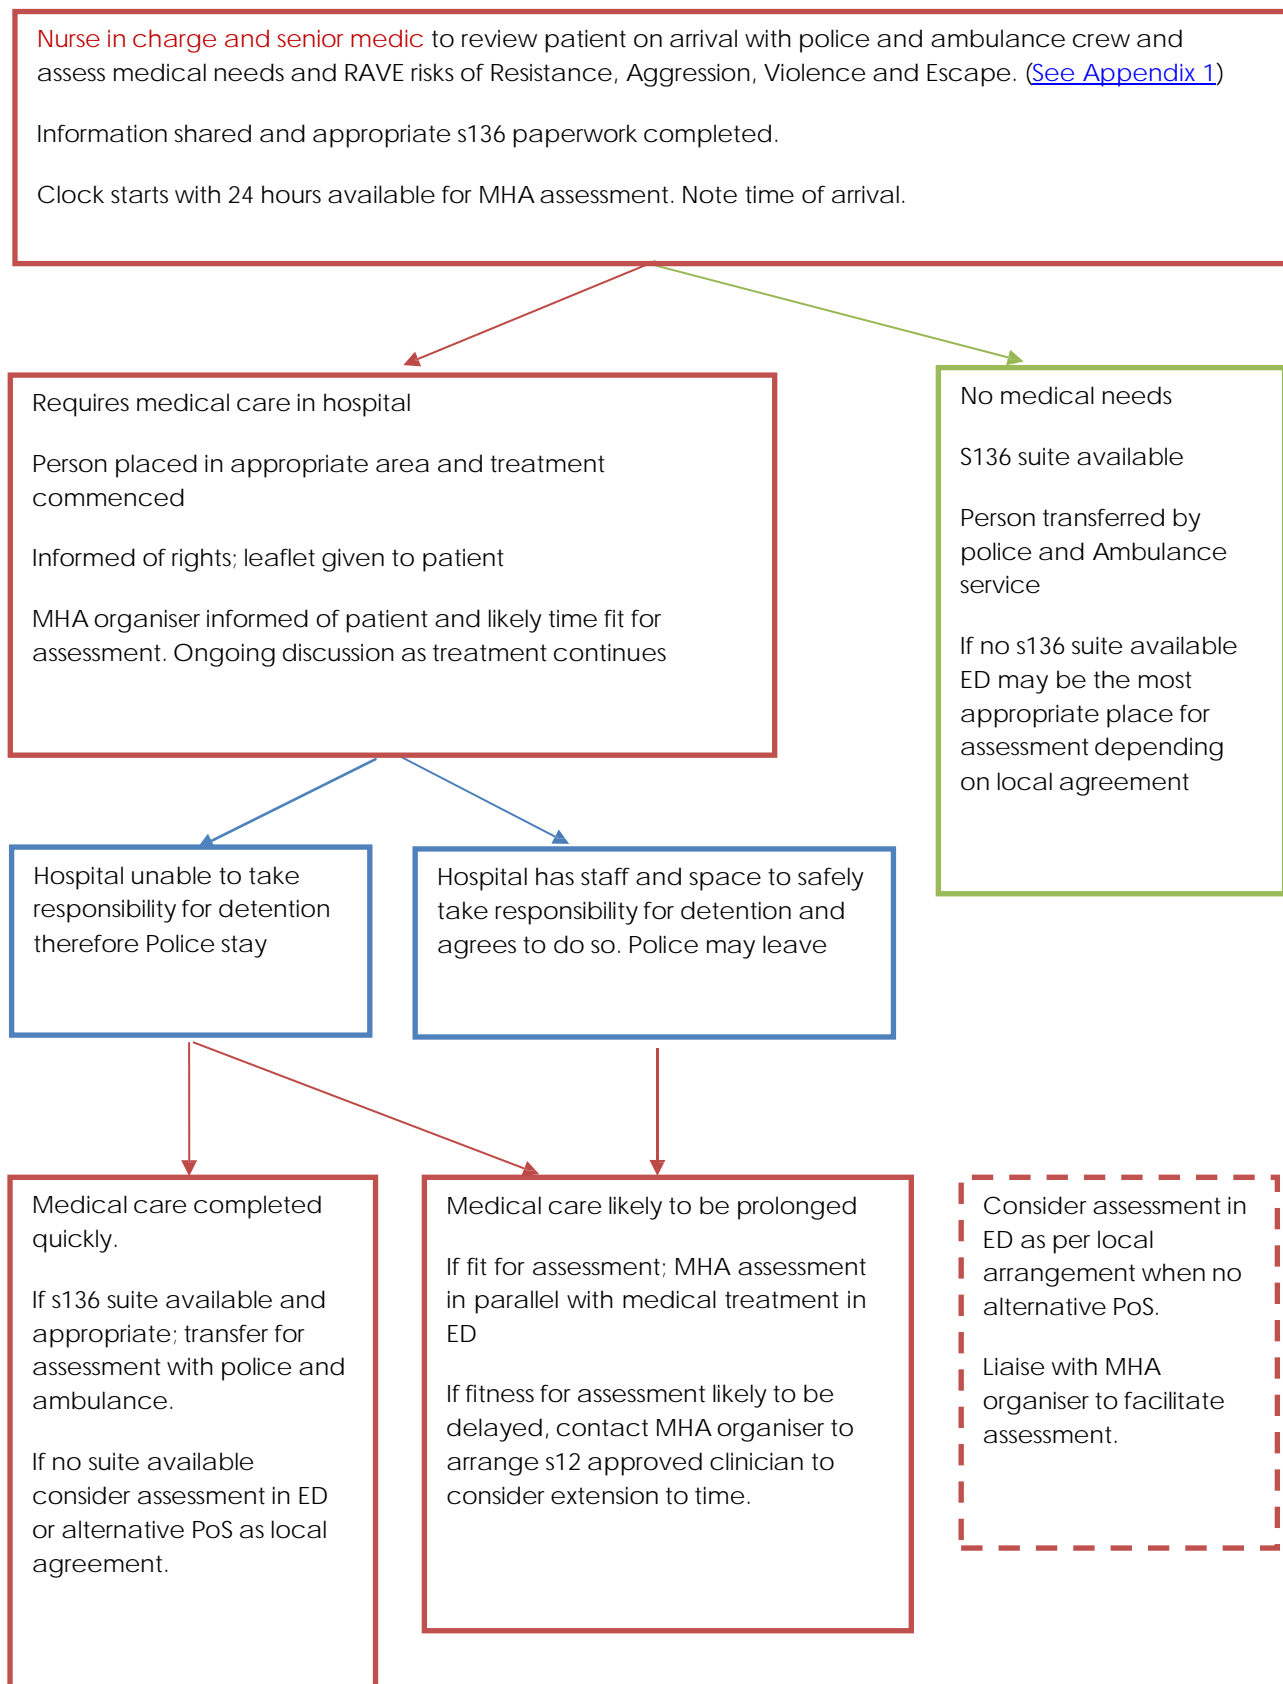 Nurse in charge and senior medic to review patient on arrival with police and ambulance crew and
assess medical needs and RAVE risks of Resistance, Aggression, Violence and Escape. (See Appendix 1)
Information shared and appropriate s136 paperwork completed.
Clock starts with 24 hours available for MHA assessment. Note time of arrival.
Requires medical care in hospital
Person placed in appropriate area and treatment
commenced
Informed of rights; leaflet given to patient
MHA organiser informed of patient and likely time fit for
assessment. Ongoing discussion as treatment continues
No medical needs
S136 suite available
Person transferred by
police and Ambulance
service
If no s136 suite available
ED may be the most
appropriate place for
assessment depending
on local agreement
Hospital unable to take
responsibility for detention
therefore Police stay
Hospital has staff and space to safely
take responsibility for detention and
agrees to do so. Police may leave
Medical care completed
quickly.
If s136 suite available and
appropriate; transfer for
assessment with police and
ambulance.
If no suite available
consider assessment in ED
or alternative PoS as local
agreement.
Medical care likely to be prolonged
If fit for assessment; MHA assessment
in parallel with medical treatment in
ED
If fitness for assessment likely to be
delayed, contact MHA organiser to
arrange s12 approved clinician to
consider extension to time.
Consider assessment in
ED as per local
arrangement when no
alternative PoS.
Liaise with MHA
organiser to facilitate
assessment.